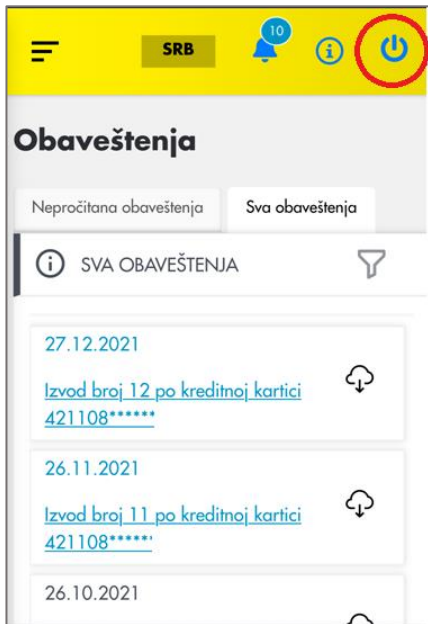 SRB
10
Obaveštenja
Nepročitana obaveštenja
Sva obaveštenja
SVA OBAVEŠTENJA
27.12.2021
Izvod broj 12 po kreditnoj kartici
421108******
26.11.2021
Izvod broj 11 po kreditnoj kartici
421108*****'
26.10.2021